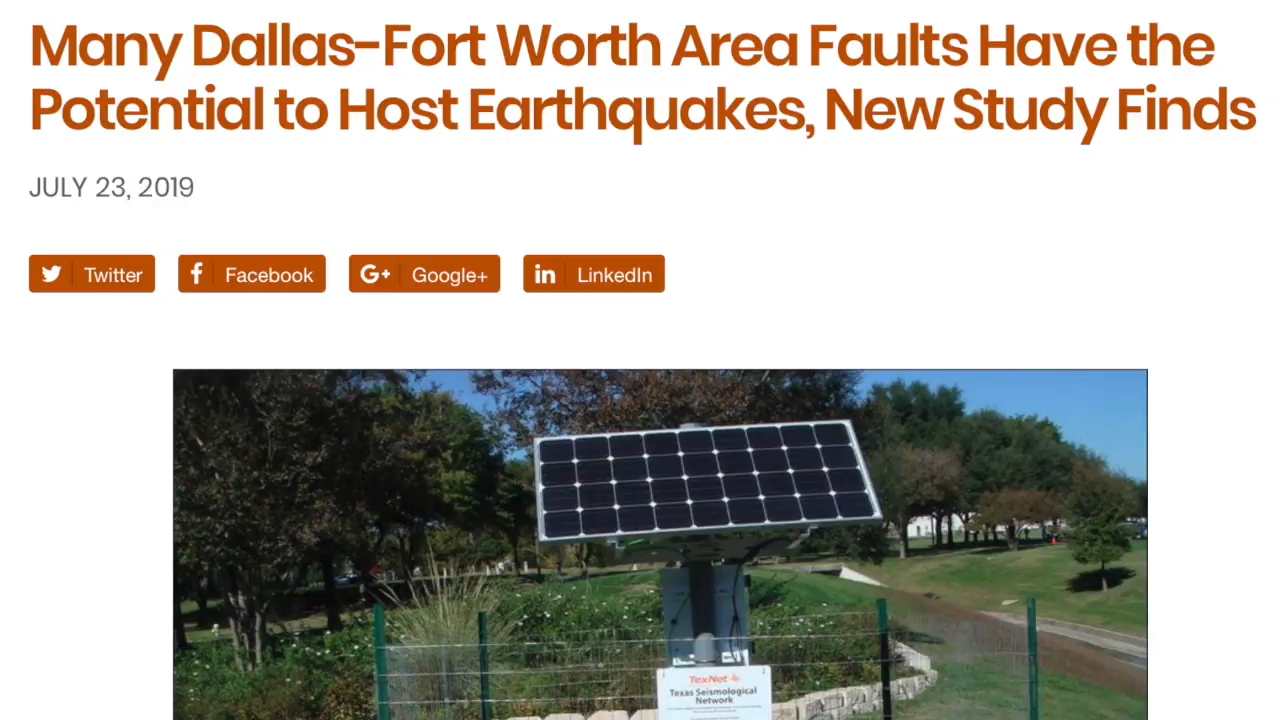 Many Dallas-Fort Worth Area Faults Have the
Potential to Host Earthquakes, New Study Finds
JULY 23, 2019
Twitter
Facebook
G+ Google+
in LinkedIn
TexNet
Texas Seismological
Network